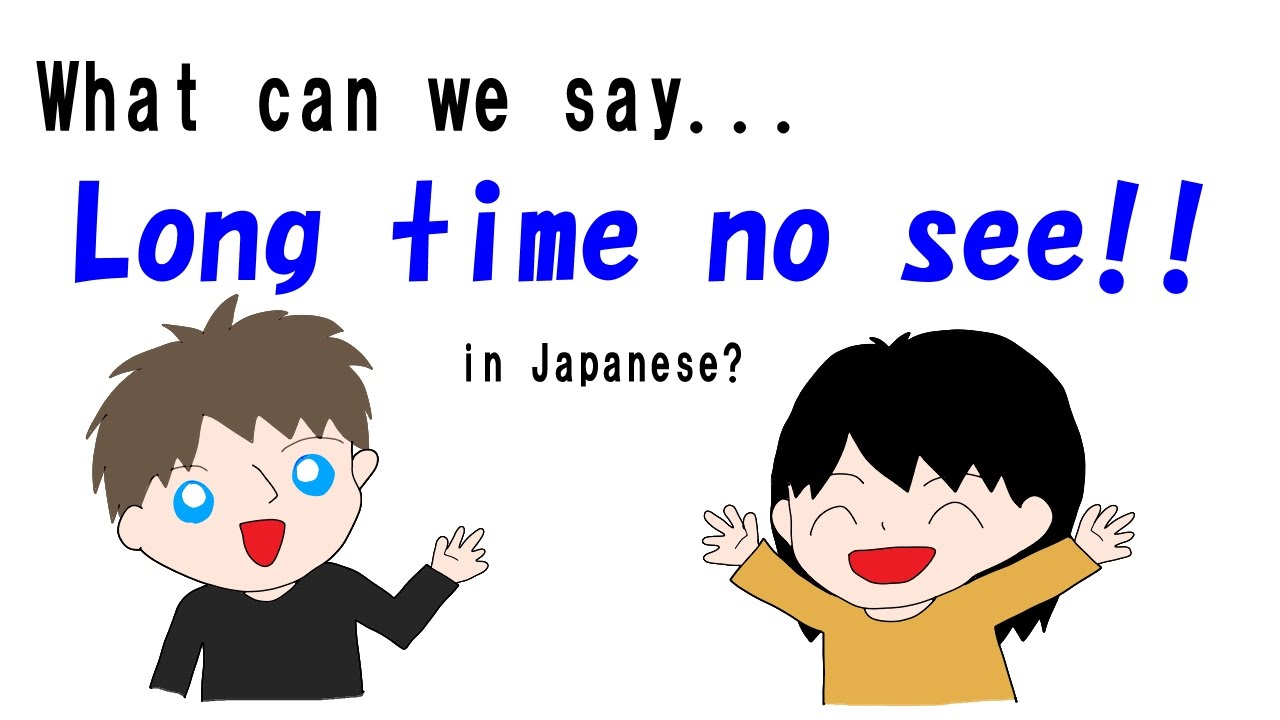 What can we say...
Long time no see!!
in Japanese?